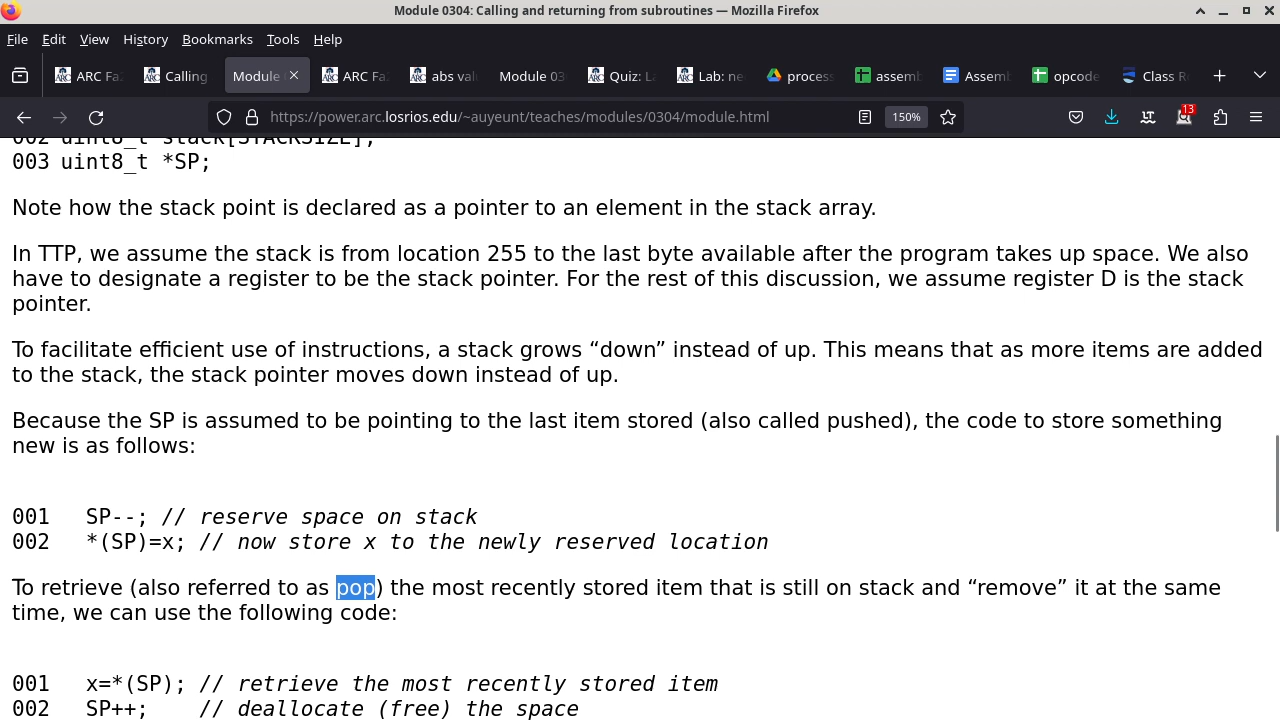 Module 0304: Calling and returning from subroutines — Mozilla Firefox
File Edit View History Bookmarks Tools Help
ARC Fa Calling Module ARC Fa abs val Module 03 Quiz: L Lab: ne process assemb Assem opcode Class R
https://power.arc.losrios.edu/~auyeunt/teaches/modules/0304/module.html 150% 13
002 uint8_t stack[STACKSIZE];
003 uint8_t *SP;
Note how the stack point is declared as a pointer to an element in the stack array.
In TTP, we assume the stack is from location 255 to the last byte available after the program takes up space. We also
have to designate a register to be the stack pointer. For the rest of this discussion, we assume register D is the stack
pointer.
To facilitate efficient use of instructions, a stack grows “down” instead of up. This means that as more items are added
to the stack, the stack pointer moves down instead of up.
Because the SP is assumed to be pointing to the last item stored (also called pushed), the code to store something
new is as follows:
001 SP--; // reserve space on stack
002 *(SP)=x; // now store x to the newly reserved location
To retrieve (also referred to as pop) the most recently stored item that is still on stack and “remove” it at the same
time, we can use the following code:
001 x=*(SP); // retrieve the most recently stored item
002 SP++; // deallocate (free) the space